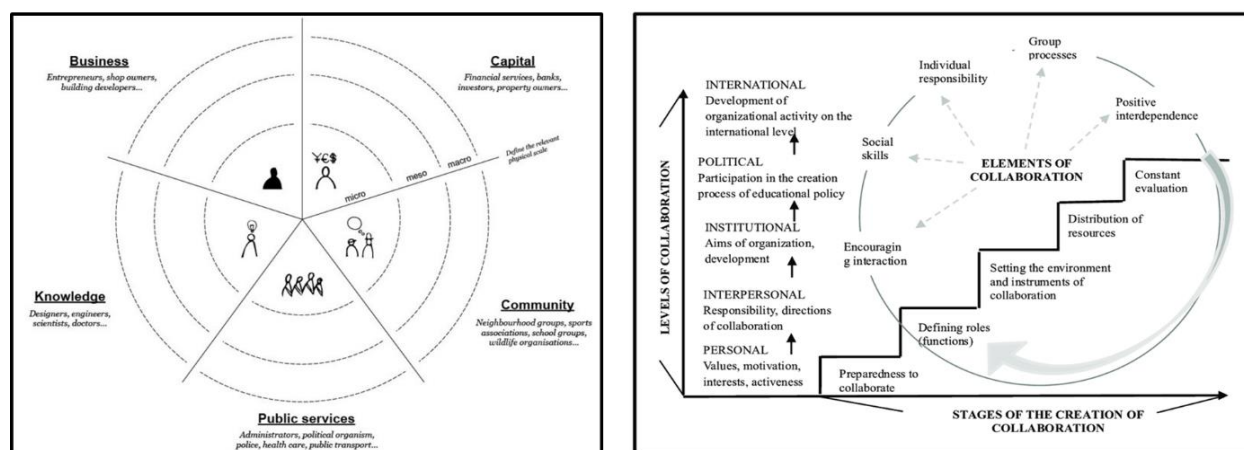 Business
Entrepreneurs, shop owners,
building developers...
Capital
Financial services, banks,
investors, property owners...
¥€$
micro
meso
macro
Define the relevant
physical scale
Knowledge
Designers, engineers,
scientists, doctors...
Community
Neighbourhood groups, sports
associations, school groups,
wildlife organisations...
Public services
Administrators, political organism,
police, health care, public transport...
LEVELS OF COLLABORATION
INTERNATIONAL
Development of
organizational activity on the
international level
POLITICAL
Participation in the creation
process of educational policy
INSTITUTIONAL
Aims of organization,
development
INTERPERSONAL
Responsibility, directions
of collaboration
PERSONAL
Values, motivation,
interests, activeness
Group
processes
Individual
responsibility
Positive
interdependence
Social
skills
ELEMENTS OF
COLLABORATION
Encouragin
g interaction
Constant
evaluation
Distribution of
resources
Setting the environment
and instruments of
collaboration
Defining roles
(functions)
Preparedness to
collaborate
STAGES OF THE CREATION OF
COLLABORATION